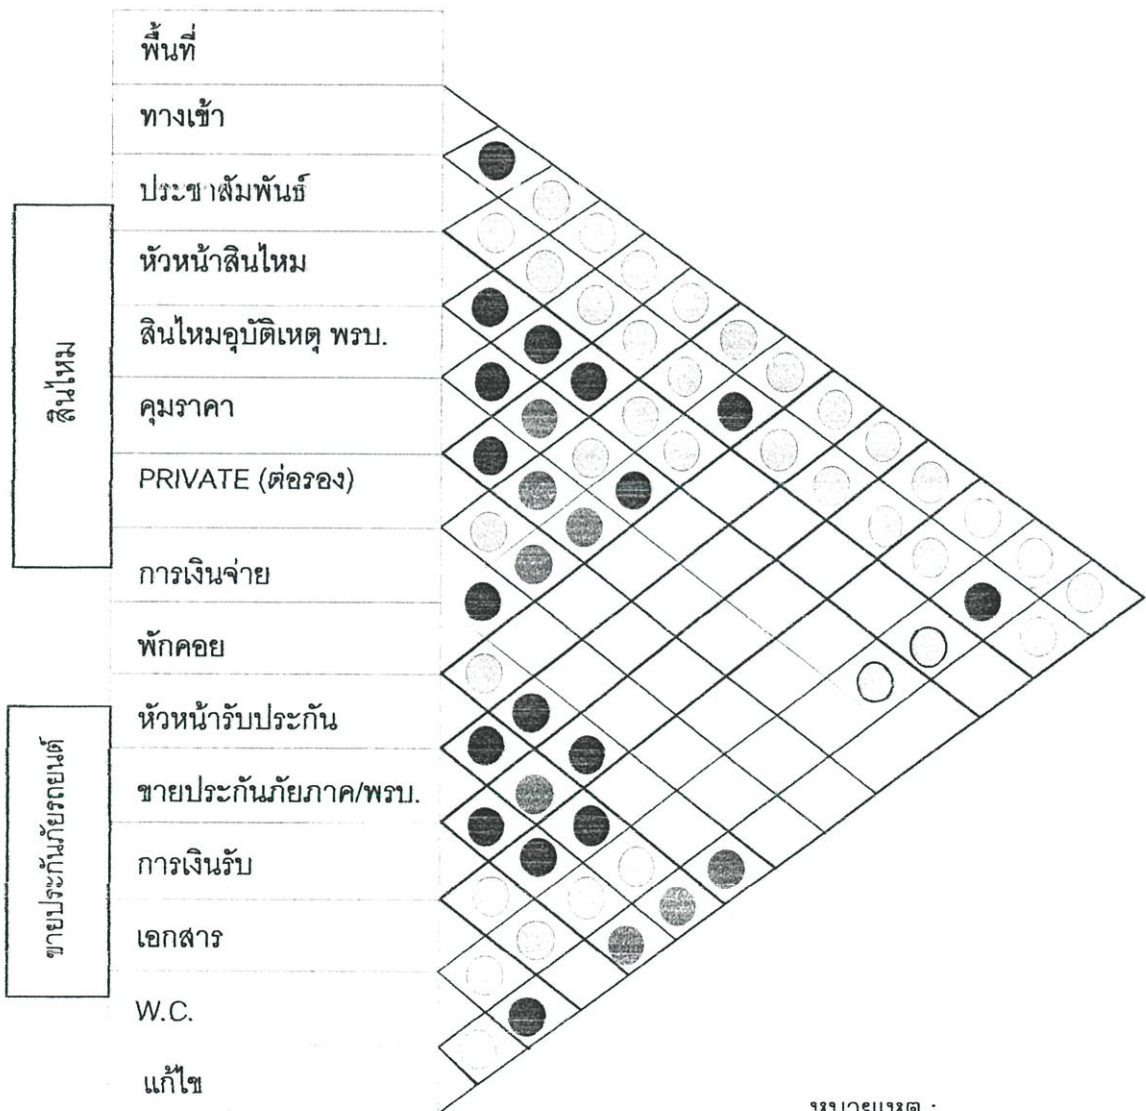 พื้นที่
ทางเข้า
ประชาสัมพันธ์
หัวหน้าสินไหม
สินไหมอุบัติเหตุ พรบ.
คุมราคา
PRIVATE (ต่อรอง)
การเงินจ่าย
พักคอย
หัวหน้ารับประกัน
ขายประกันภัยภาค/พรบ.
การเงินรับ
เอกสาร
W.C.
แก้ไข
สินไหม
ขายประกันภัยรถยนต์
หมายเหตุ :